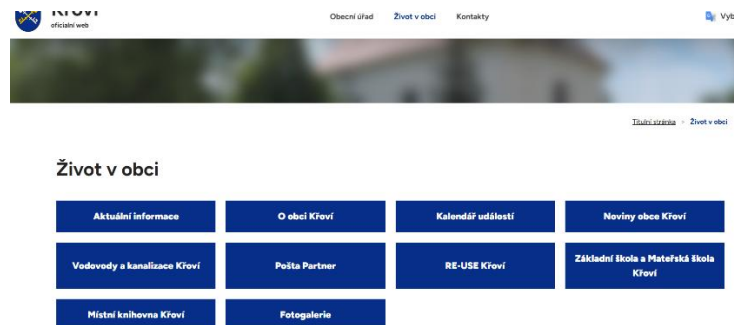 Křoví
oficiální web
Obecní úřad
Život v obci
Kontakty
Titulní stránka > Život v obci
Život v obci
Aktuální informace
O obci Křoví
Kalendář událostí
Noviny obce Křoví
Vodovody a kanalizace Křoví
Pošta Partner
RE-USE Křoví
Základní škola a Mateřská škola
Křoví
Místní knihovna Křoví
Fotogalerie